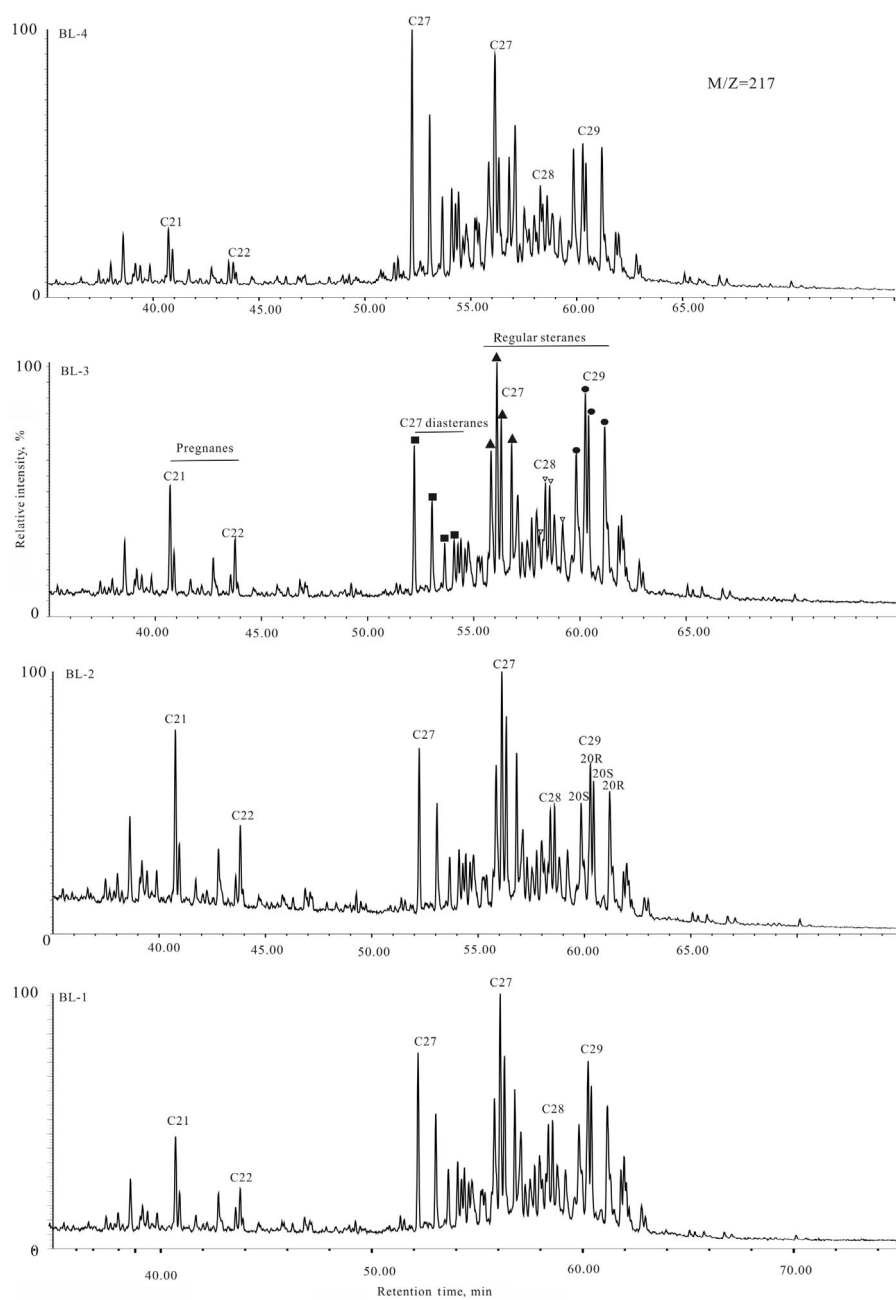 100
BL-4
C27
C27
M/Z=217
C29
C28
C21
C22
0
40.00 45.00 50.00 55.00 60.00 65.00
Regular steranes
100
BL-3
C29
C27
C27 diasteranes
Pregnanes
C28
C21
C22
Relative intensity, %
0
40.00 45.00 50.00 55.00 60.00 65.00
100
BL-2
C27
C21
C27
C29
20R
20S
20S 20R
C28
C22
0
40.00 45.00 50.00 55.00 60.00 65.00
100
BL-1
C27
C27
C29
C28
C21
C22
0
40.00 50.00 60.00 70.00
Retention time, min